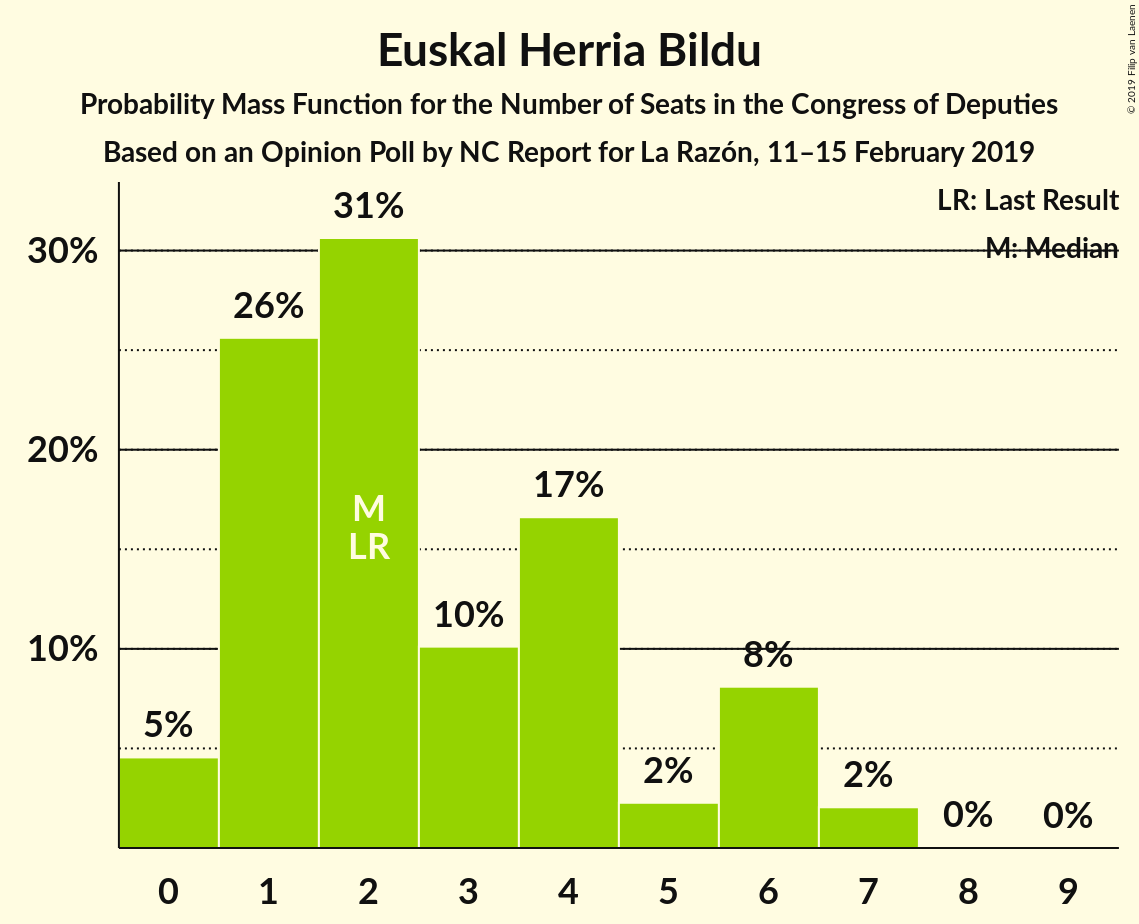 Euskal Herria Bildu
Probability Mass Function for the Number of Seats in the Congress of Deputies
Based on an Opinion Poll by NC Report for La Razón, 11–15 February 2019
© 2019 Filip van Laenen
LR: Last Result
M: Median
30%
20%
10%
5%
26%
31%
M
LR
10%
17%
2%
8%
2%
0%
0%
0 1 2 3 4 5 6 7 8 9